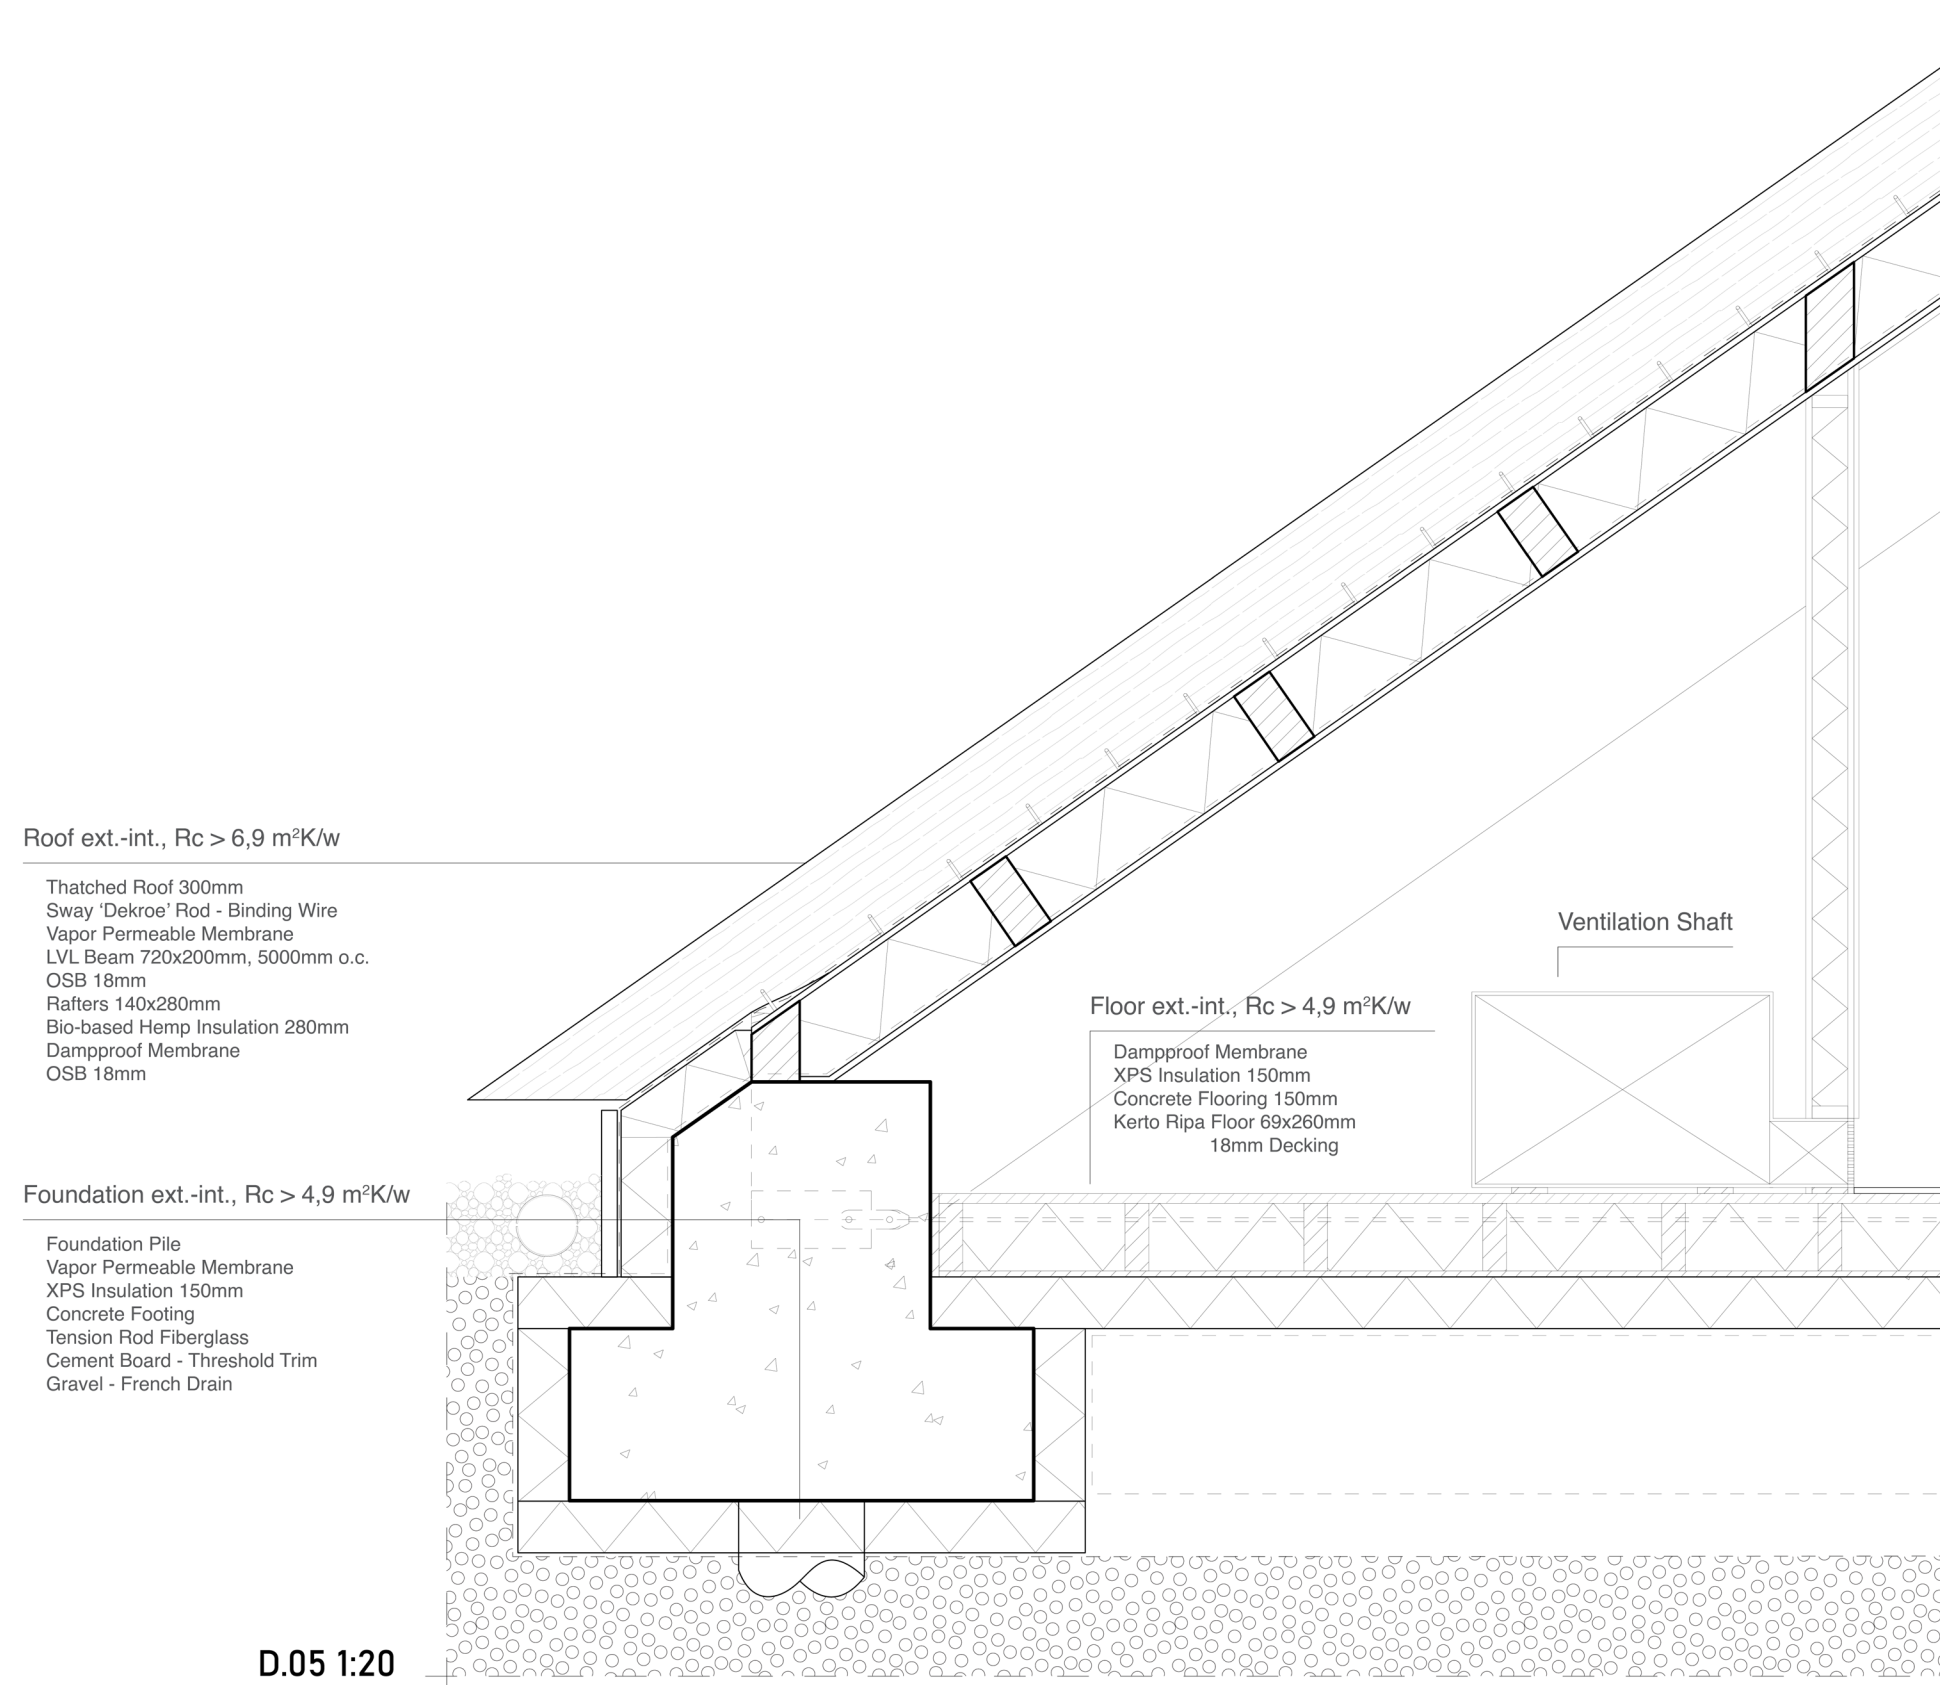 Roof ext.-int., Rc > 6,9 m²K/w
Thatched Roof 300mm
Sway ‘Dekroe’ Rod - Binding Wire
Vapor Permeable Membrane
LVL Beam 720x200mm, 5000mm o.c.
OSB 18mm
Rafters 140x280mm
Bio-based Hemp Insulation 280mm
Dampproof Membrane
OSB 18mm
Ventilation Shaft
Floor ext.-int., Rc > 4,9 m²K/w
Dampproof Membrane
XPS Insulation 150mm
Concrete Flooring 150mm
Kerto Ripa Floor 69x260mm
18mm Decking
Foundation ext.-int., Rc > 4,9 m²K/w
Foundation Pile
Vapor Permeable Membrane
XPS Insulation 150mm
Concrete Footing
Tension Rod Fiberglass
Cement Board - Threshold Trim
Gravel - French Drain
D.05 1:20